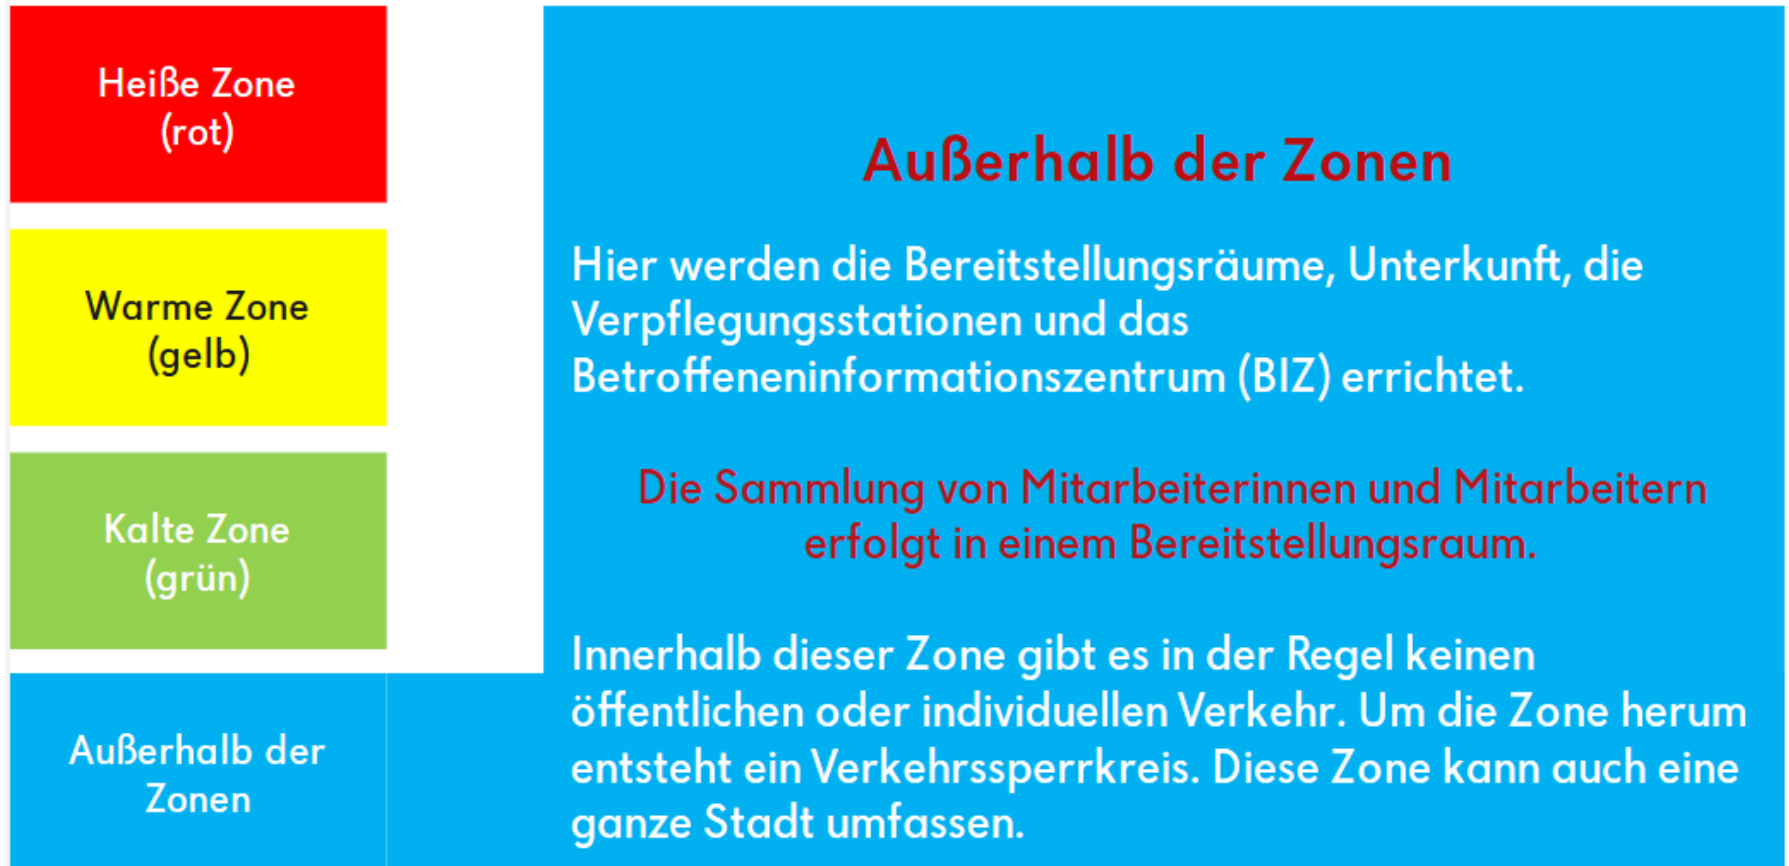 Heiße Zone
(rot)
Warme Zone
(gelb)
Kalte Zone
(grün)
Außerhalb der
Zonen
Außerhalb der Zonen
Hier werden die Bereitstellungsräume, Unterkunft, die
Verpflegungsstationen und das
Betroffeneninformationszentrum (BIZ) errichtet.
Die Sammlung von Mitarbeiterinnen und Mitarbeitern
erfolgt in einem Bereitstellungsraum.
Innerhalb dieser Zone gibt es in der Regel keinen
öffentlichen oder individuellen Verkehr. Um die Zone herum
entsteht ein Verkehrssperrkreis. Diese Zone kann auch eine
ganze Stadt umfassen.